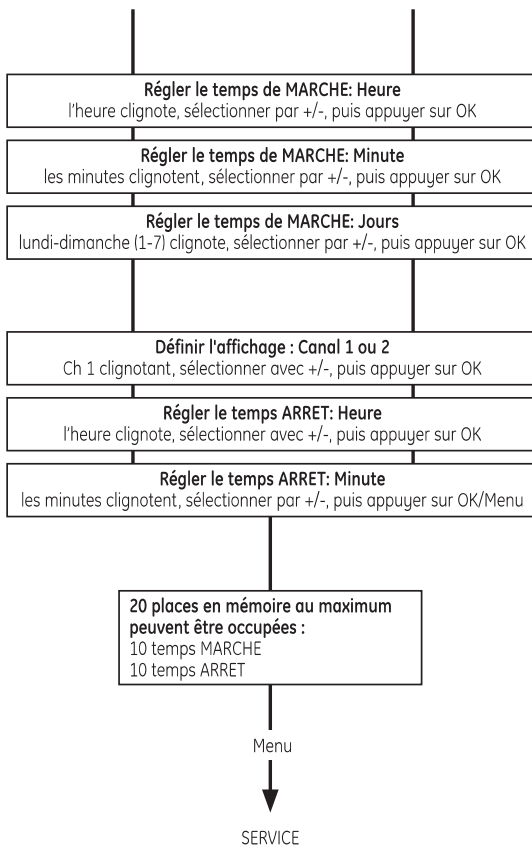 Régler le temps de MARCHE: Heure
l'heure clignote, sélectionner par +/-, puis appuyer sur OK
Régler le temps de MARCHE: Minute
les minutes clignotent, sélectionner par +/-, puis appuyer sur OK
Régler le temps de MARCHE: Jours
lundi-dimanche (1-7) clignote, sélectionner par +/-, puis appuyer sur OK
Définir l'affichage : Canal 1 ou 2
Ch 1 clignotant, sélectionner avec +/-, puis appuyer sur OK
Régler le temps ARRET: Heure
l'heure clignote, sélectionner avec +/-, puis appuyer sur OK
Régler le temps ARRET: Minute
les minutes clignotent, sélectionner par +/-, puis appuyer sur OK/Menu
20 places en mémoire au maximum
peuvent être occupées :
10 temps MARCHE
10 temps ARRET
Menu
SERVICE